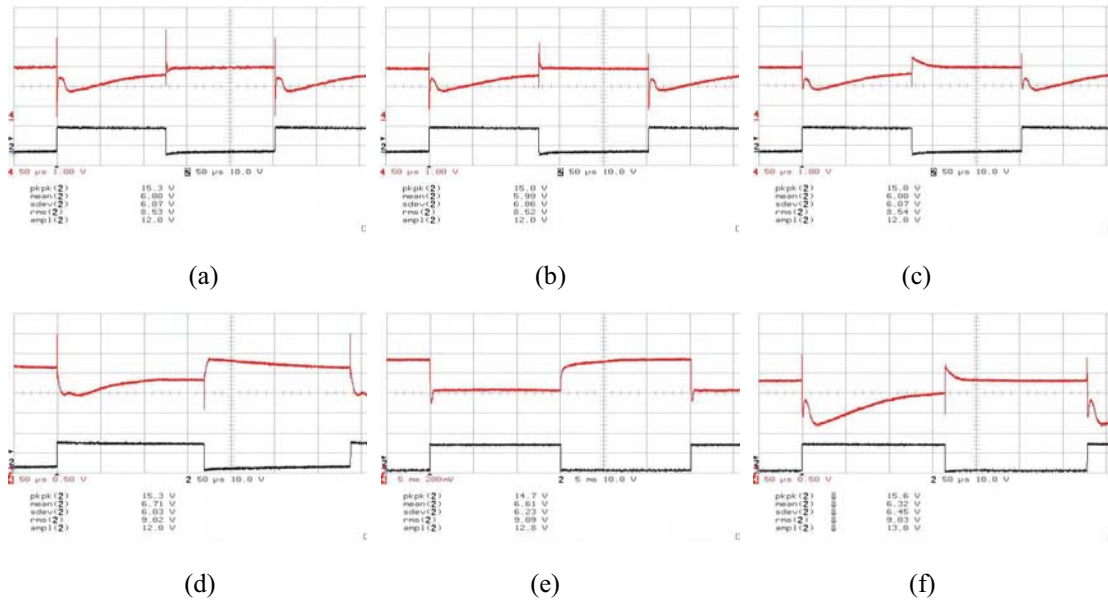 4 50 µs 1.00 V 2 50 µs 10.0 V
pkpk(2) 15.3 V
mean(2) 6.00 V
sdev(2) 6.07 V
rms(2) 8.53 V
ampl(2) 12.0 V
4 50 µs 1.00 V 2 50 µs 10.0 V
pkpk(2) 15.0 V
mean(2) 5.99 V
sdev(2) 6.06 V
rms(2) 8.52 V
ampl(2) 12.0 V
4 50 µs 1.00 V 2 50 µs 10.0 V
pkpk(2) 15.0 V
mean(2) 6.00 V
sdev(2) 6.07 V
rms(2) 8.54 V
ampl(2) 12.0 V
(a) (b) (c)
50 µs 0.50 V 2 50 µs 10.0 V
pkpk(2) 15.3 V
mean(2) 6.71 V
sdev(2) 6.03 V
rms(2) 9.02 V
ampl(2) 12.0 V
5 ms 200mV 2 5 ms 10.0 V
pkpk(2) 14.7 V
mean(2) 6.61 V
sdev(2) 6.23 V
rms(2) 9.09 V
ampl(2) 12.8 V
50 µs 0.50 V 2 50 µs 10.0 V
pkpk(2) 15.6 V
mean(2) 6.32 V
sdev(2) 6.45 V
rms(2) 9.03 V
ampl(2) 13.0 V
(d) (e) (f)